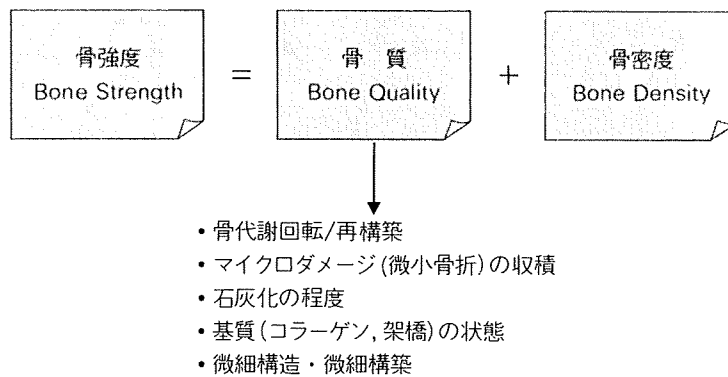 骨強度 = 骨 質 + 骨密度
Bone Strength Bone Quality Bone Density
・骨代謝回転/再構築
・マイクロダメージ(微小骨折)の収積
・石灰化の程度
・基質(コラーゲン, 架橋)の状態
・微細構造・微細構築